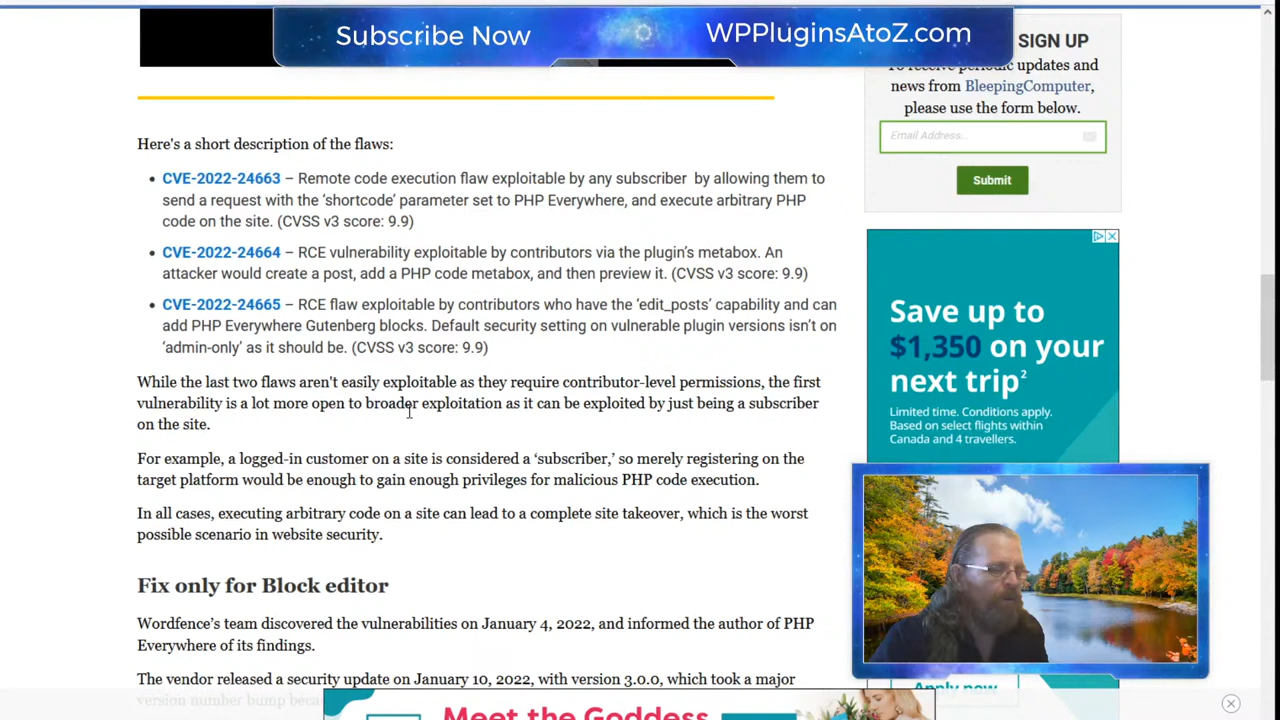 Subscribe Now
WPPluginsAtoZ.com
SIGN UP
To receive periodic updates and
news from BleepingComputer,
please use the form below.
Email Address...
Submit
Here's a short description of the flaws:
• CVE-2022-24663 – Remote code execution flaw exploitable by any subscriber by allowing them to
send a request with the ‘shortcode’ parameter set to PHP Everywhere, and execute arbitrary PHP
code on the site. (CVSS v3 score: 9.9)
• CVE-2022-24664 – RCE vulnerability exploitable by contributors via the plugin’s metabox. An
attacker would create a post, add a PHP code metabox, and then preview it. (CVSS v3 score: 9.9)
• CVE-2022-24665 – RCE flaw exploitable by contributors who have the ‘edit_posts’ capability and can
add PHP Everywhere Gutenberg blocks. Default security setting on vulnerable plugin versions isn’t on
‘admin-only’ as it should be. (CVSS v3 score: 9.9)
While the last two flaws aren't easily exploitable as they require contributor-level permissions, the first
vulnerability is a lot more open to broader exploitation as it can be exploited by just being a subscriber
on the site.
For example, a logged-in customer on a site is considered a ‘subscriber,’ so merely registering on the
target platform would be enough to gain enough privileges for malicious PHP code execution.
In all cases, executing arbitrary code on a site can lead to a complete site takeover, which is the worst
possible scenario in website security.
Fix only for Block editor
Wordfence’s team discovered the vulnerabilities on January 4, 2022, and informed the author of PHP
Everywhere of its findings.
The vendor released a security update on January 10, 2022, with version 3.0.0, which took a major
version number bump beca
Save up to
$1,350 on your
next trip2
Limited time. Conditions apply.
Based on select flights within
Canada and 4 travellers.
Apply now
Meet the Goddess